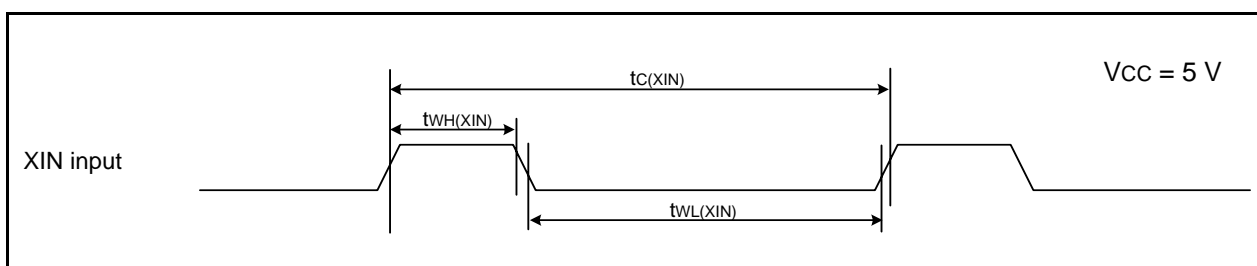 VCC = 5 V
tC(XIN)
tWH(XIN)
XIN input
tWL(XIN)